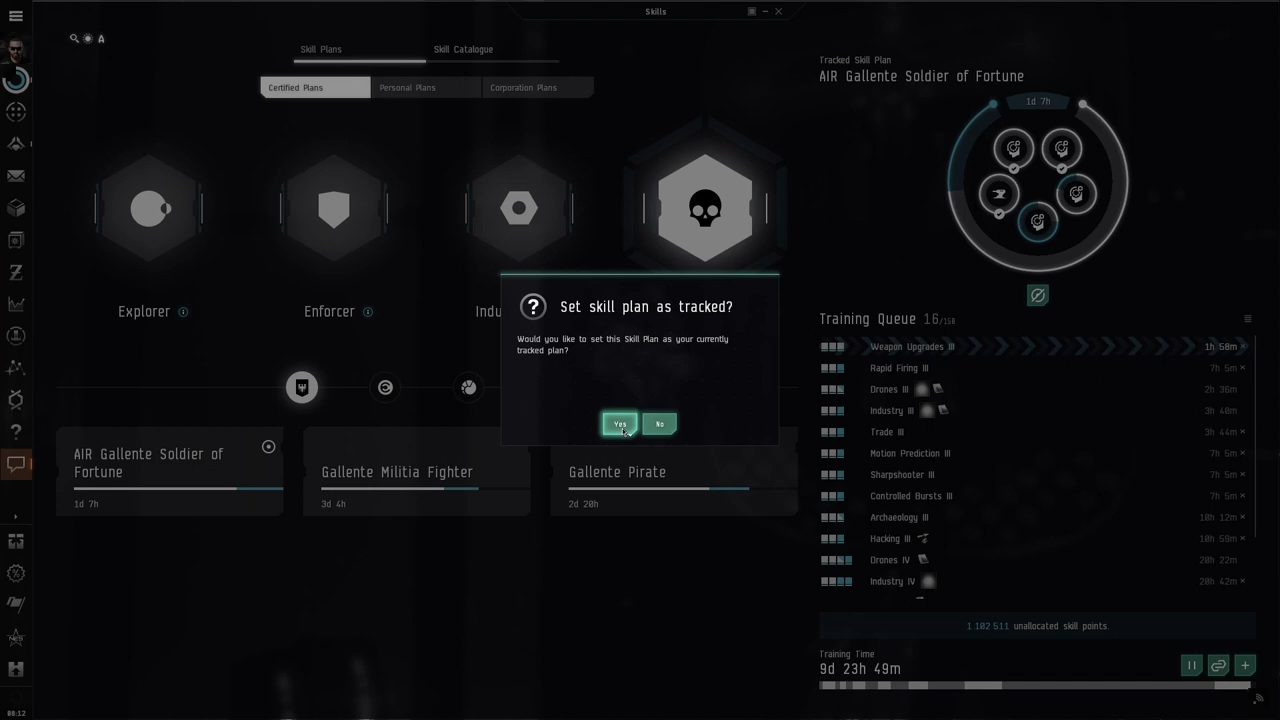 Skills
A
Skill Plans
Skill Catalogue
Certified Plans
Personal Plans
Corporation Plans
Explorer
Enforcer
Indu
Set skill plan as tracked?
Would you like to set this Skill Plan as your currently
tracked plan?
Yes
No
AIR Gallente Soldier of
Fortune
1d 7h
Gallente Militia Fighter
3d 4h
Gallente Pirate
2d 20h
Tracked Skill Plan
AIR Gallente Soldier of Fortune
1d 7h
Training Queue 16/150
Weapon Upgrades III 1h 58m
Rapid Firing III 7h 5m
Drones III 2h 36m
Industry III 3h 40m
Trade III 3h 44m
Motion Prediction III 7h 5m
Sharpshooter III 7h 5m
Controlled Bursts III 7h 5m
Archaeology III 10h 12m
Hacking III 10h 59m
Drones IV 20h 22m
Industry IV 20h 42m
1 102 511 unallocated skill points.
Training Time
9d 23h 49m
08:12